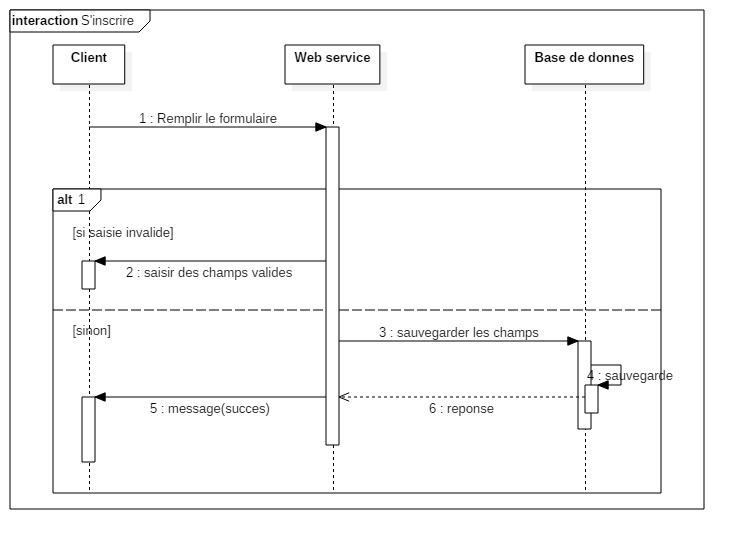 interaction S'inscrire
Client
Web service
Base de donnes
1 : Remplir le formulaire
alt 1
[si saisie invalide]
2 : saisir des champs valides
[sinon]
3 : sauvegarder les champs
4 : sauvegarde
5 : message(succes)
6 : reponse